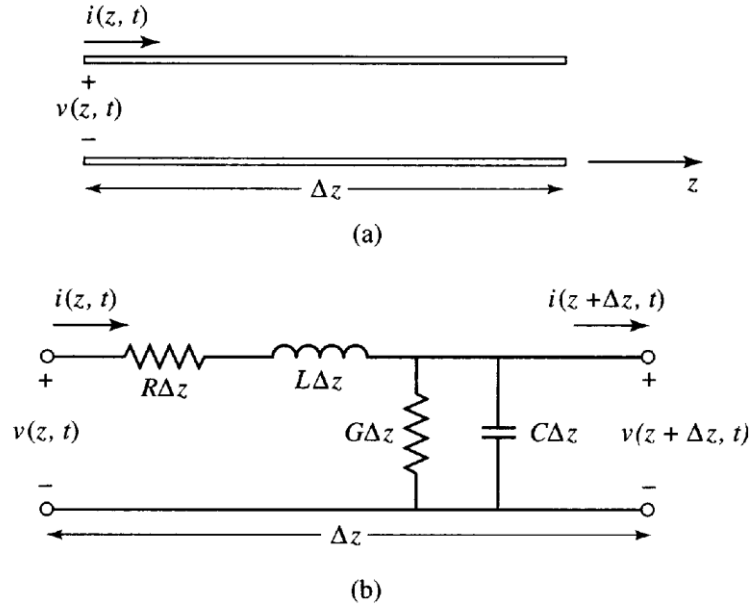 i(z, t)
+
v(z, t)
−
Δz
z
(a)
i(z, t) i(z + Δz, t)
RΔz LΔz
+ +
v(z, t) GΔz CΔz v(z + Δz, t)
− −
Δz
(b)